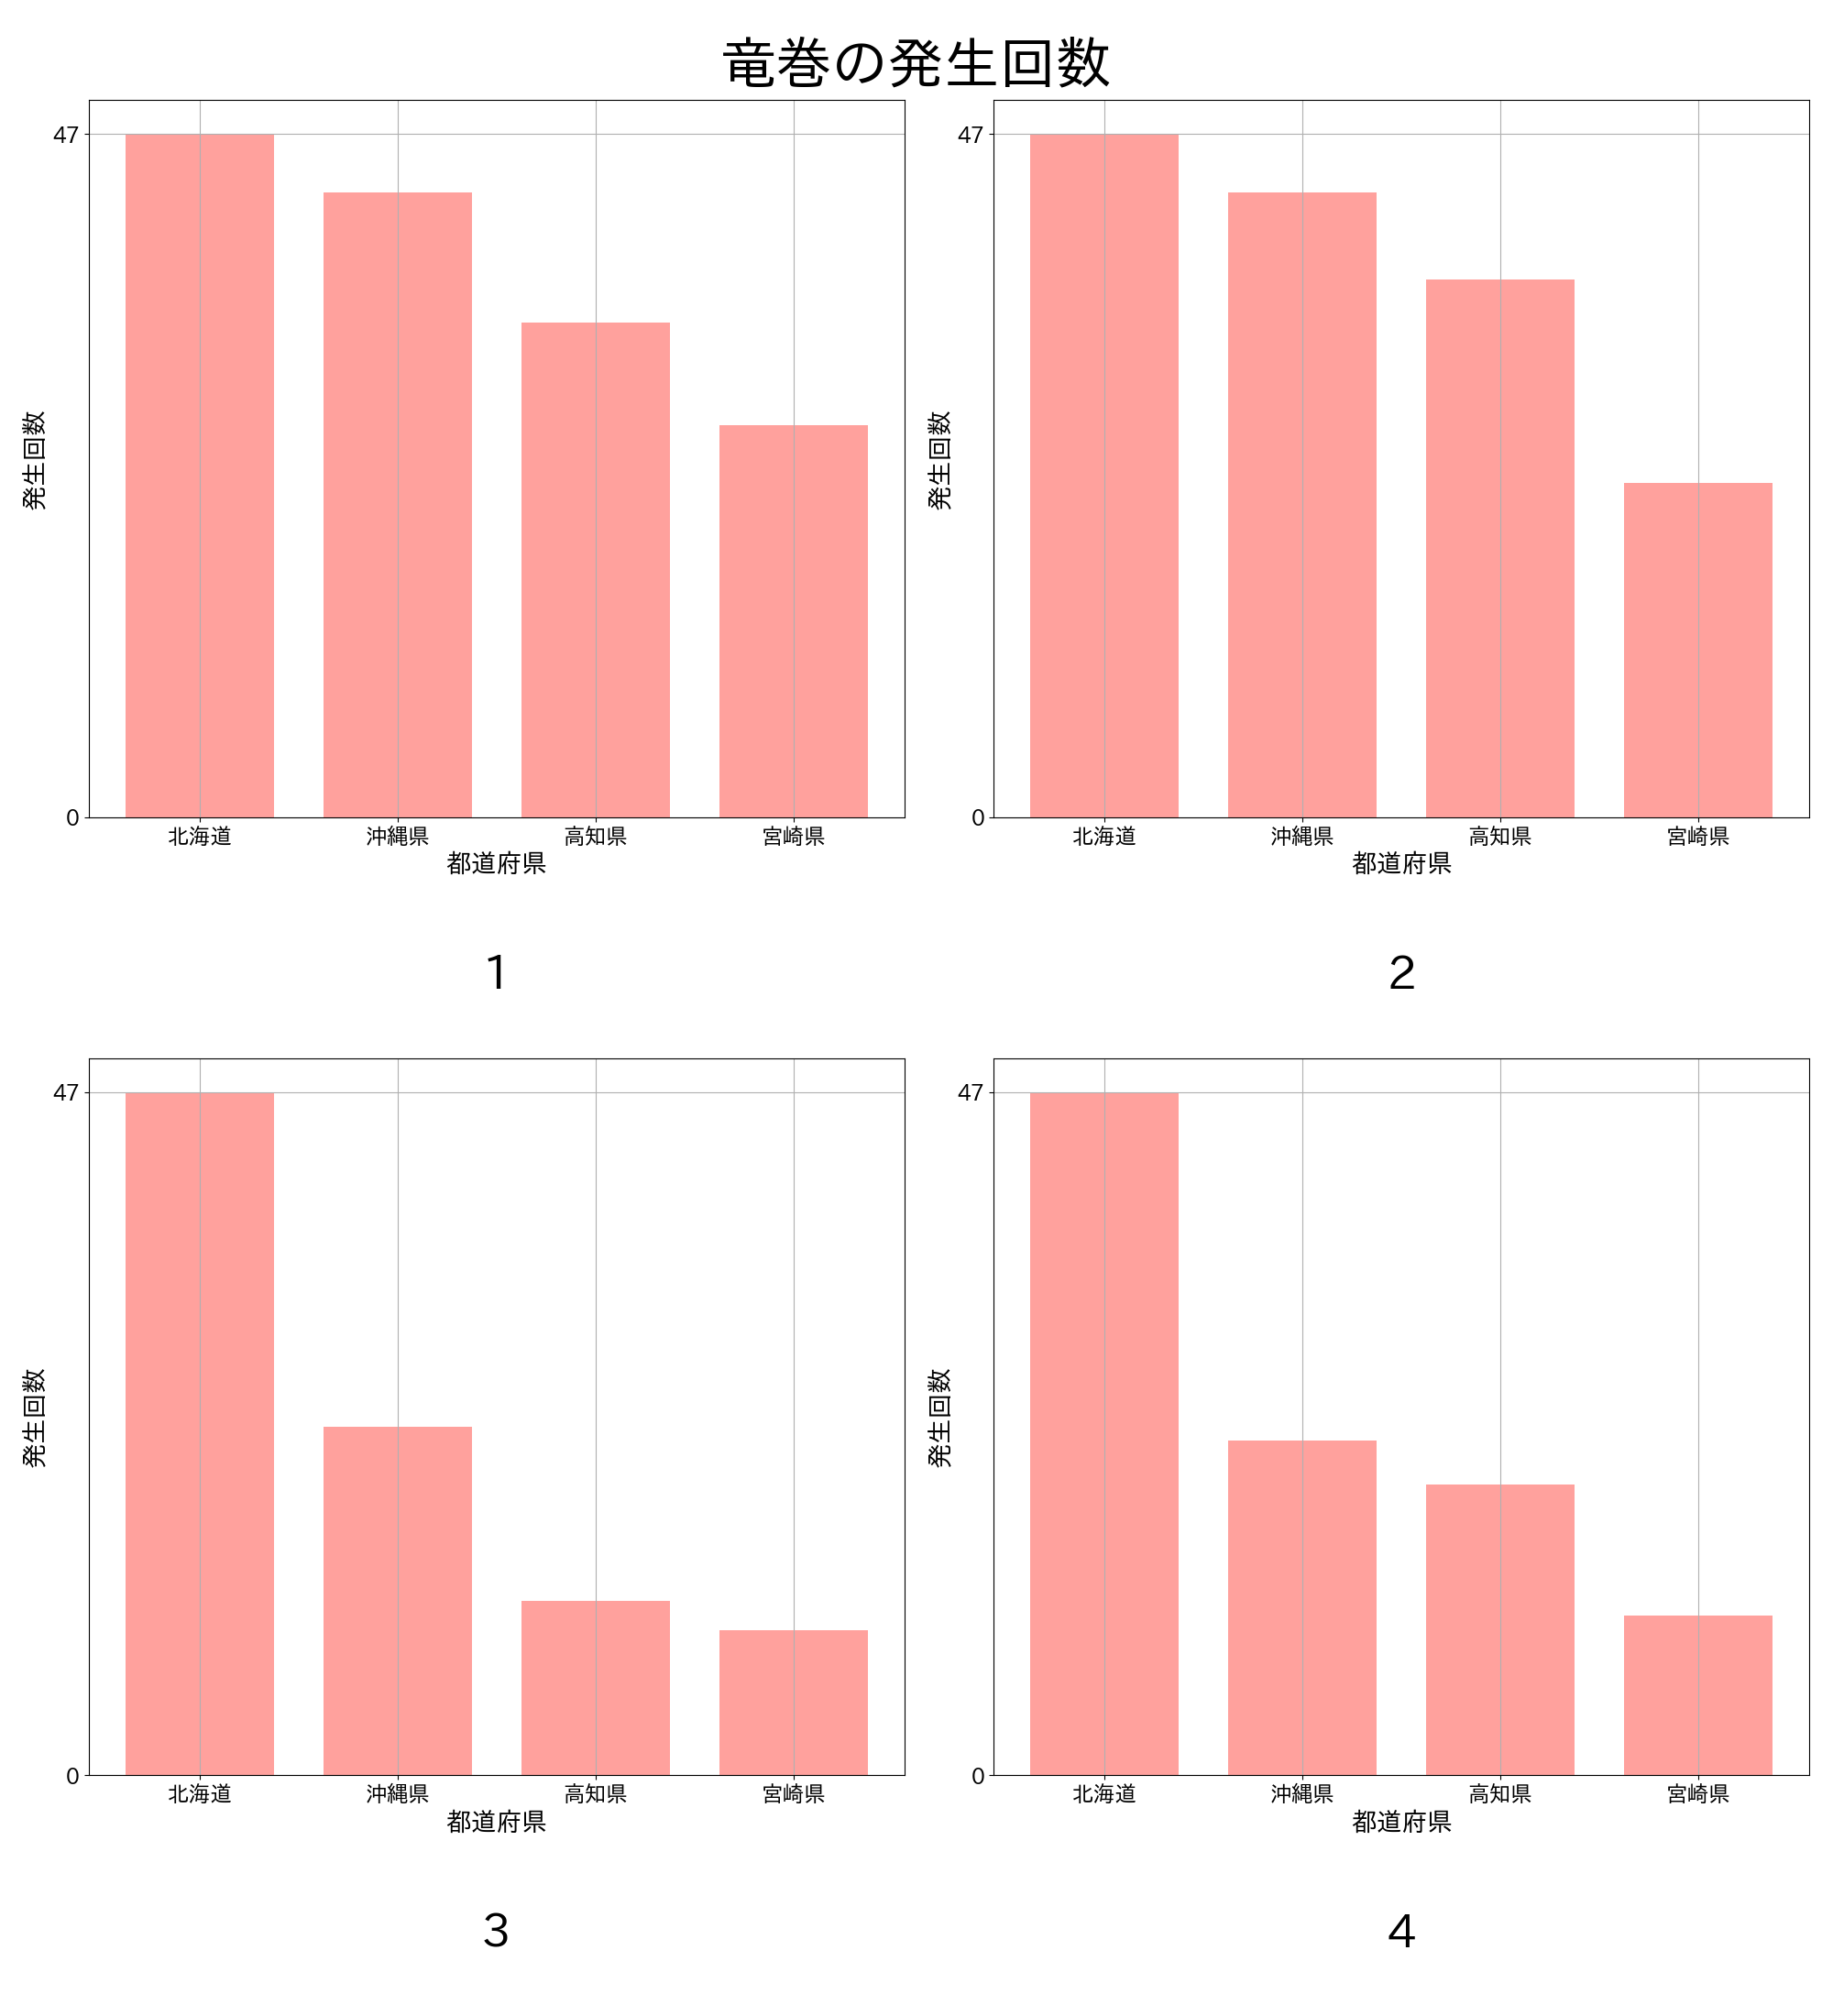 竜巻の発生回数
47
0
発生回数
北海道 沖縄県 高知県 宮崎県
都道府県
1
47
0
発生回数
北海道 沖縄県 高知県 宮崎県
都道府県
2
47
0
発生回数
北海道 沖縄県 高知県 宮崎県
都道府県
3
47
0
発生回数
北海道 沖縄県 高知県 宮崎県
都道府県
4